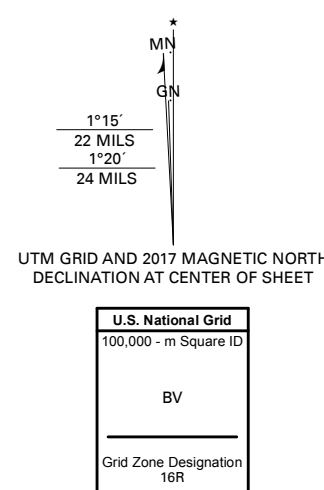 ★
MN
GN
1°15´
22 MILS
1°20´
24 MILS
UTM GRID AND 2017 MAGNETIC NORTH
DECLINATION AT CENTER OF SHEET
U.S. National Grid
100,000 - m Square ID
BV
Grid Zone Designation
16R